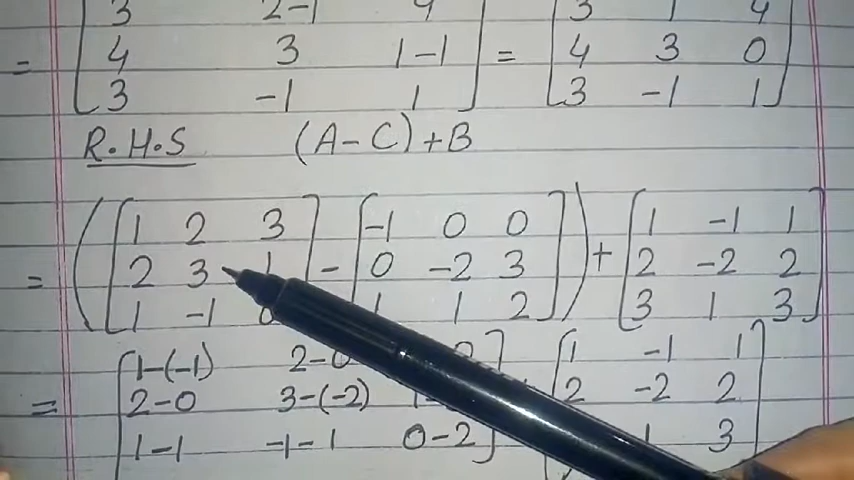 3 2-1 4 3 1 4
= 4 3 1-1 = 4 3 0
3 -1 1 3 -1 1
R.H.S (A-C)+B
1 2 3 -1 0 0 1 -1 1
= ( 2 3 1 - 0 -2 3 ) + 2 -2 2
1 -1 0 1 1 2 3 1 3
1-(-1) 2-0 1 -1 1
= 2-0 3-(-2) 2 -2 2
1-1 -1-1 0-2 1 3